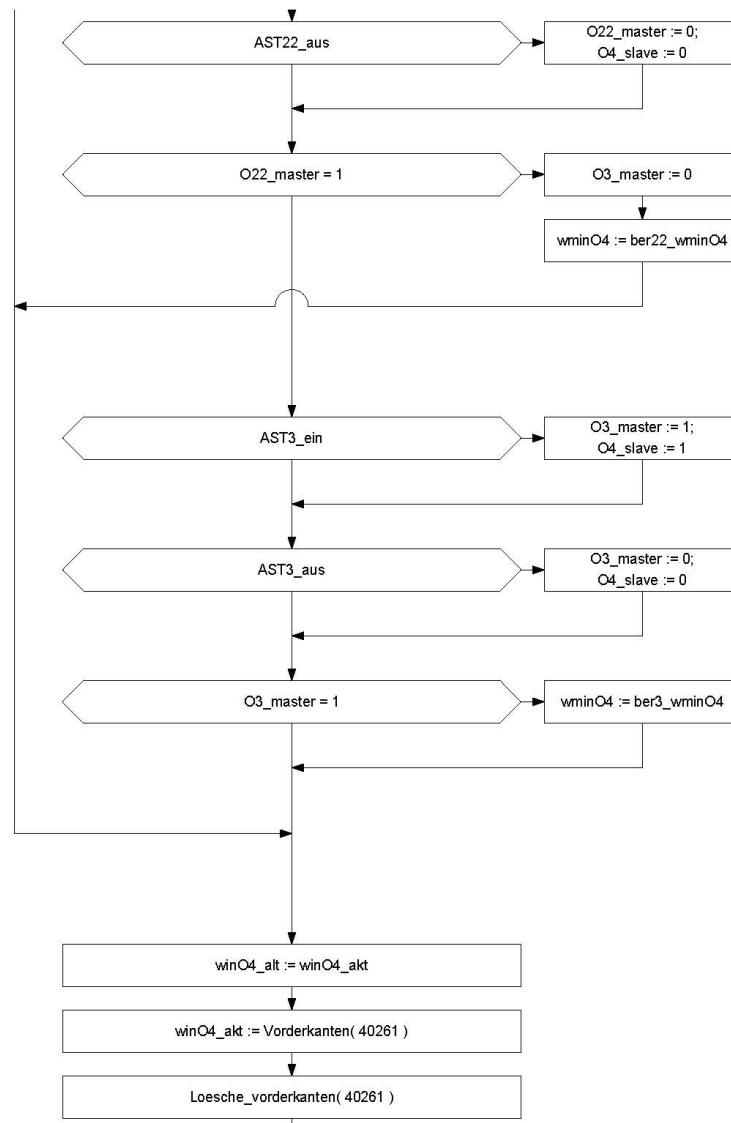 AST22_aus
O22_master := 0;
O4_slave := 0
O22_master = 1
O3_master := 0
wminO4 := ber22_wminO4
AST3_ein
O3_master := 1;
O4_slave := 1
AST3_aus
O3_master := 0;
O4_slave := 0
O3_master = 1
wminO4 := ber3_wminO4
winO4_alt := winO4_akt
winO4_akt := Vorderkanten( 40261 )
Loesche_vorderkanten( 40261 )